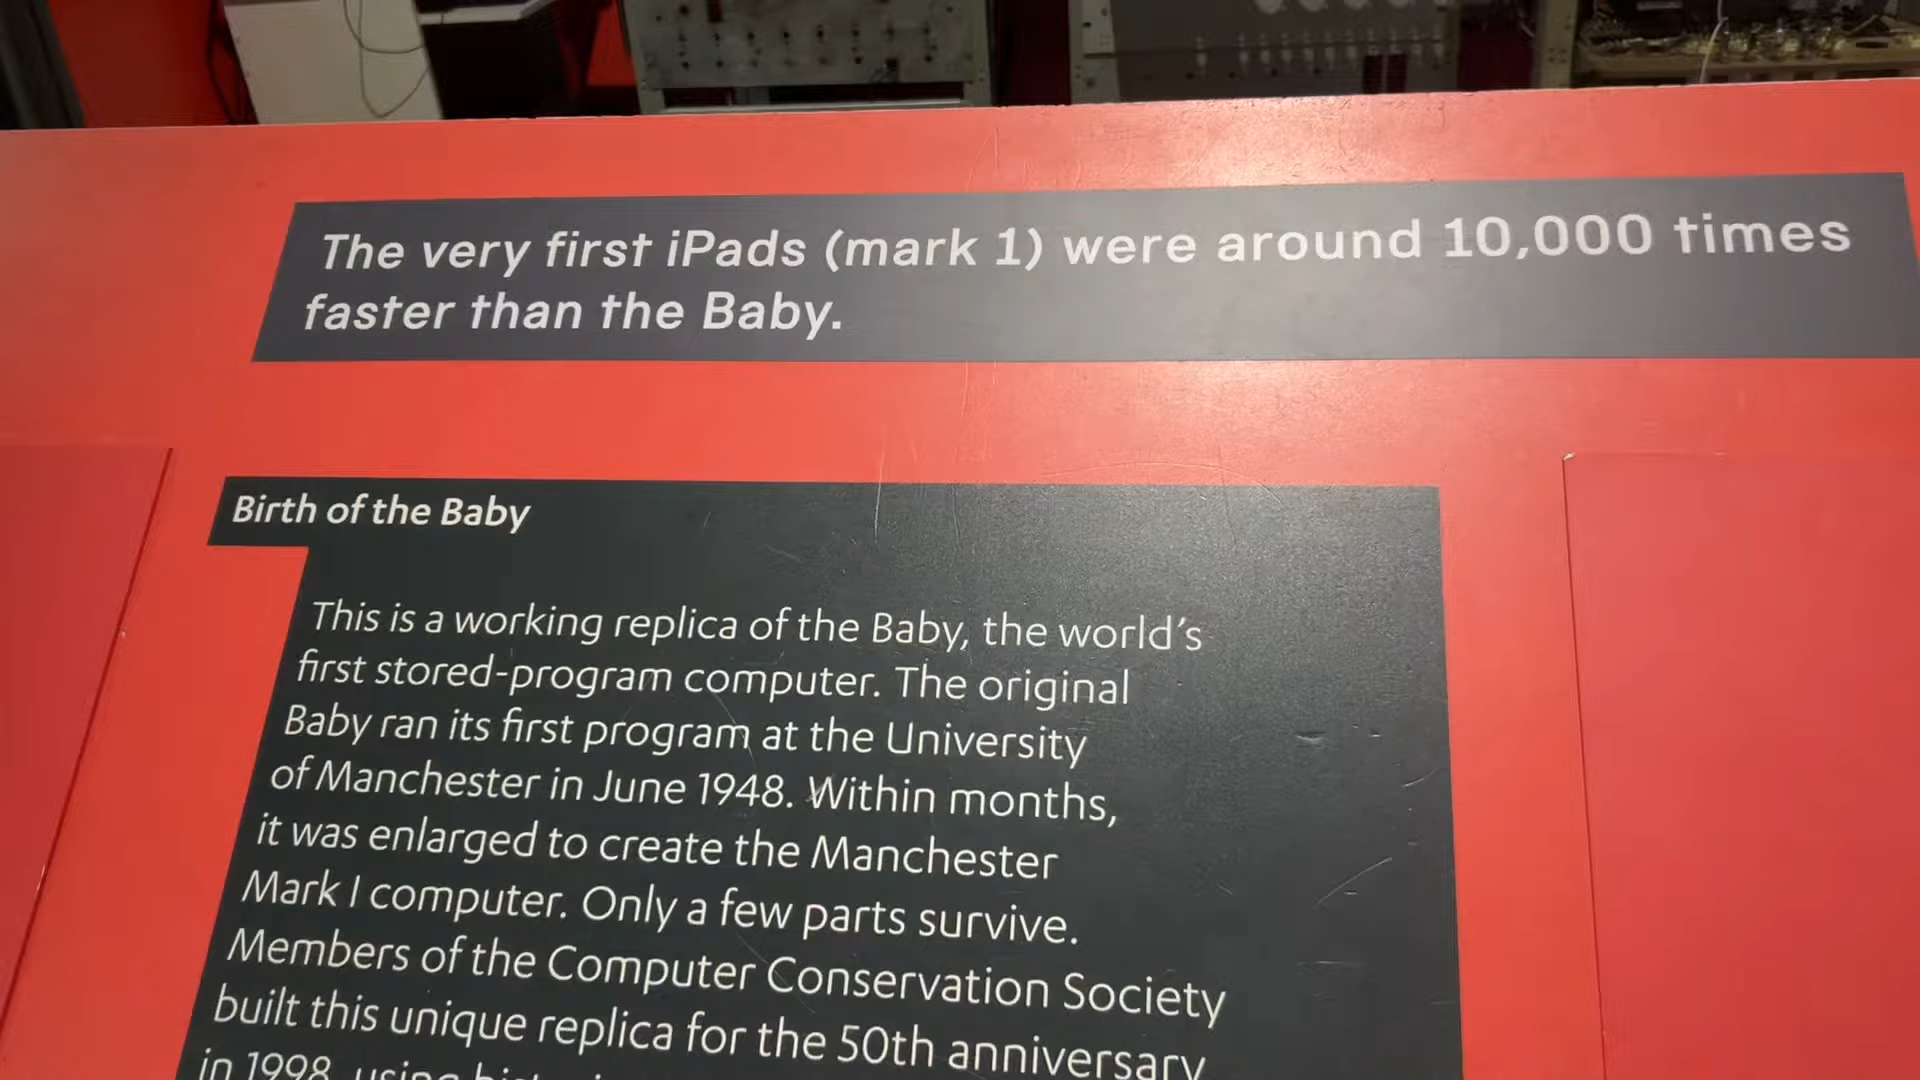 The very first iPads (mark 1) were around 10,000 times
faster than the Baby.
Birth of the Baby
This is a working replica of the Baby, the world's
first stored-program computer. The original
Baby ran its first program at the University
of Manchester in June 1948. Within months,
it was enlarged to create the Manchester
Mark I computer. Only a few parts survive.
Members of the Computer Conservation Society
built this unique replica for the 50th anniversary
in 1998, using